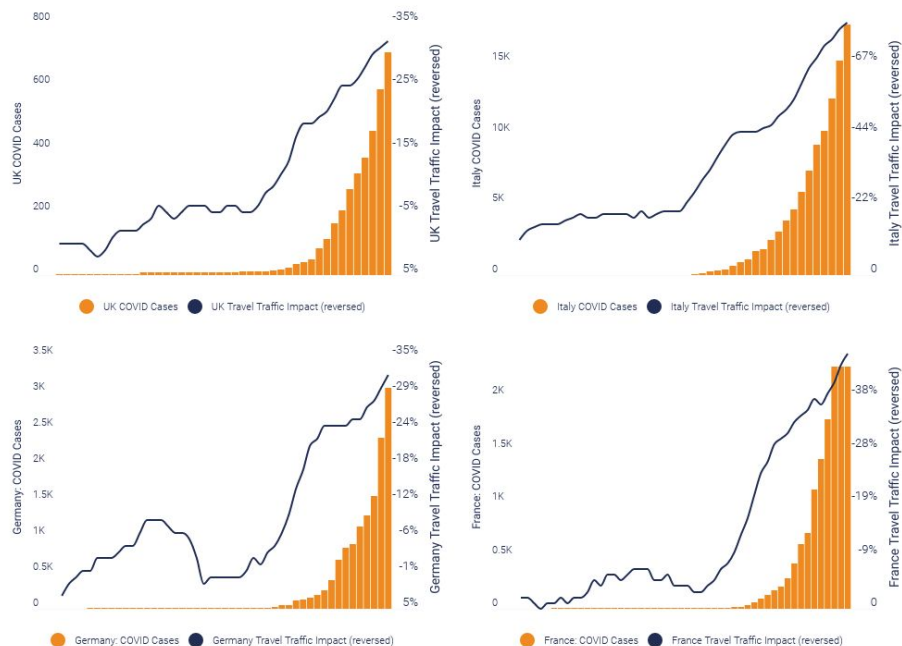 800
600
400
200
0
UK COVID Cases
-35%
-25%
-15%
-5%
5%
UK Travel Traffic Impact (reversed)
UK COVID Cases UK Travel Traffic Impact (reversed)
15K
10K
5K
0
Italy COVID Cases
-67%
-44%
-22%
0
Italy Travel Traffic Impact (reversed)
Italy COVID Cases Italy Travel Traffic Impact (reversed)
3.5K
3K
2.5K
2K
1.5K
1K
0.5K
0
Germany: COVID Cases
-35%
-29%
-24%
-18%
-12%
-6%
-1%
5%
Germany Travel Traffic Impact (reversed)
Germany: COVID Cases Germany Travel Traffic Impact (reversed)
2K
1.5K
1K
0.5K
0
France: COVID Cases
-38%
-28%
-19%
-9%
0
France Travel Traffic Impact (reversed)
France: COVID Cases France Travel Traffic Impact (reversed)